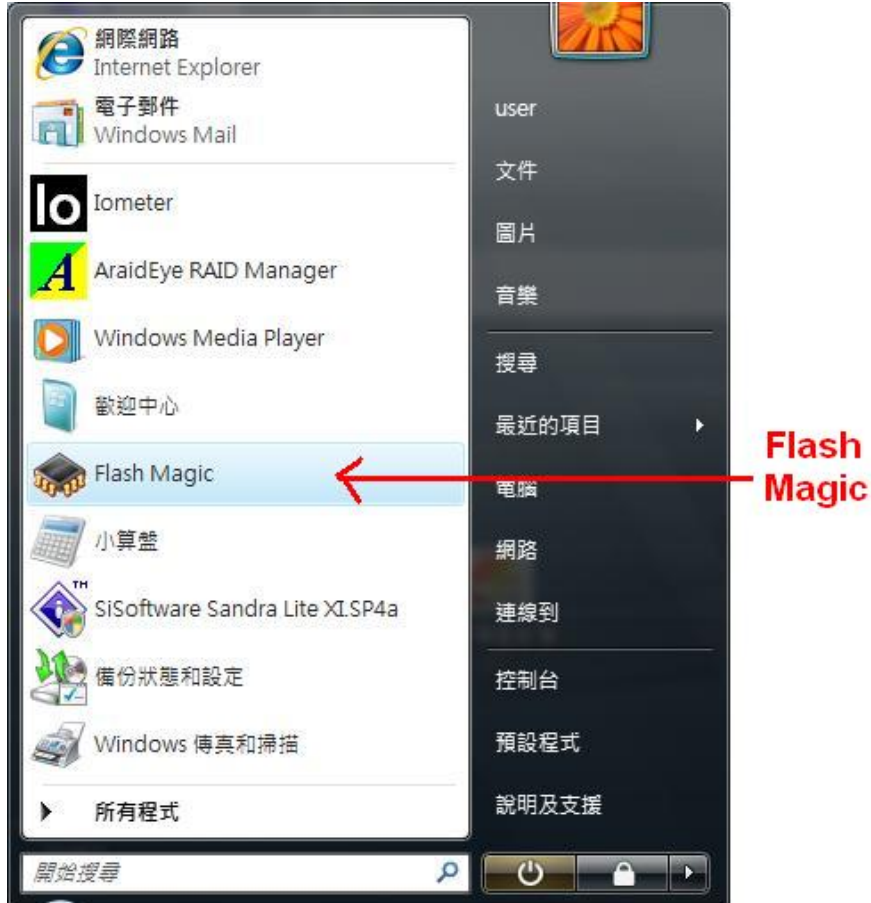 網際網路
Internet Explorer
電子郵件
Windows Mail
Iometer
AraidEye RAID Manager
Windows Media Player
歡迎中心
Flash Magic
小算盤
TM
SiSoftware Sandra Lite XI.SP4a
備份狀態和設定
Windows 傳真和掃描
所有程式
開始搜尋
user
文件
圖片
音樂
搜尋
最近的項目
電腦
網路
連線到
控制台
預設程式
說明及支援
Flash
Magic